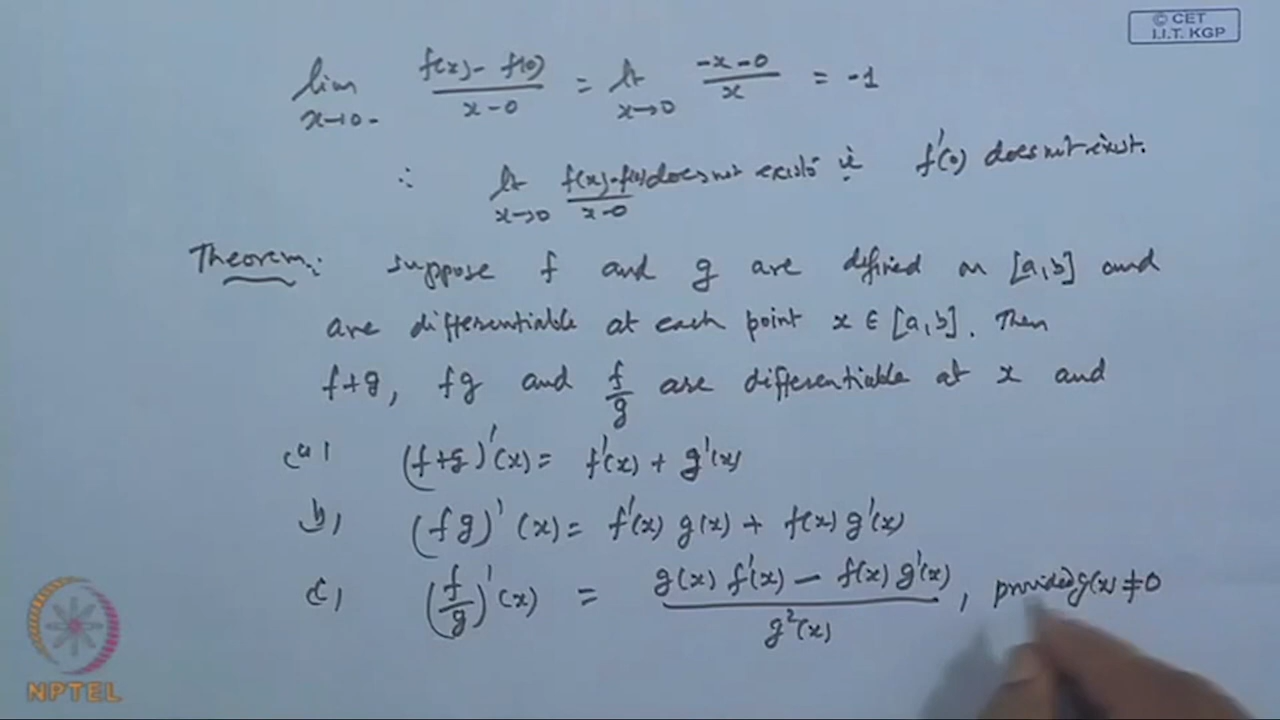 © CET
I.I.T. KGP
lim x→0- f(x)-f(0) / x-0 = lt x→0 -x-0 / x = -1
∴ lt x→0 f(x)-f(0) / x-0 does not exists ie f'(0) does not exist.
Theorem: Suppose f and g are defined on [a,b] and
are differentiable at each point x ∈ [a,b]. Then
f+g, fg and f/g are differentiable at x and
(a) (f+g)'(x) = f'(x) + g'(x)
(b) (fg)'(x) = f'(x) g(x) + f(x) g'(x)
(c) (f/g)'(x) = g(x) f'(x) - f(x) g'(x) / g²(x), provided g(x) ≠ 0
NPTEL